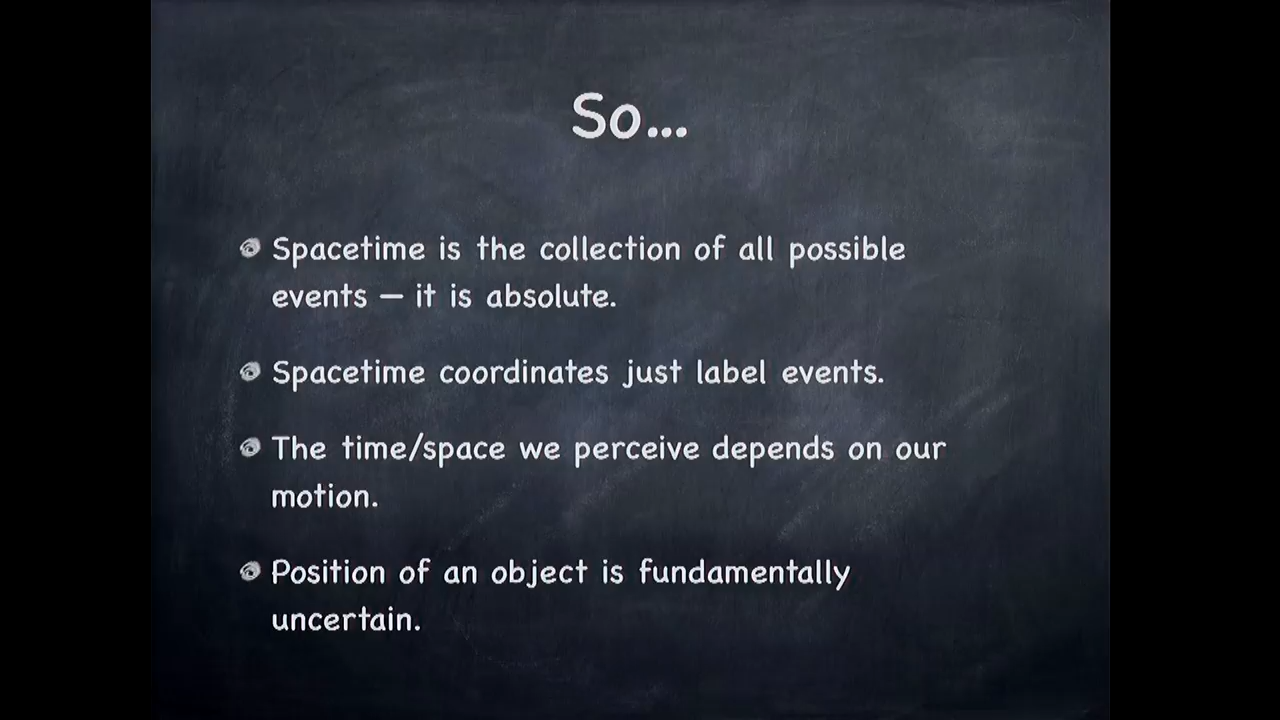 So...
Spacetime is the collection of all possible
events — it is absolute.
Spacetime coordinates just label events.
The time/space we perceive depends on our
motion.
Position of an object is fundamentally
uncertain.